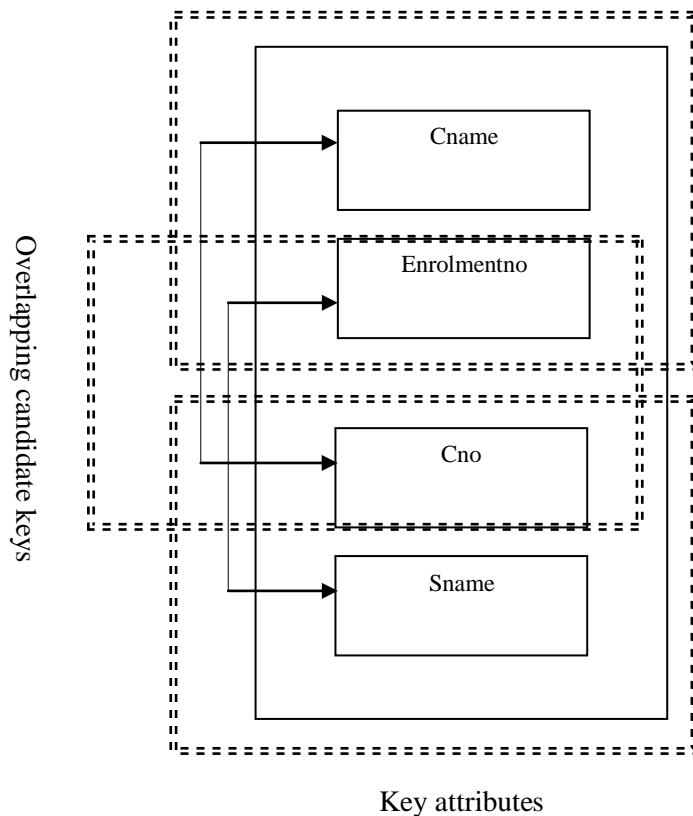 Cname
Enrolmentno
Cno
Sname
Overlapping candidate keys
Key attributes